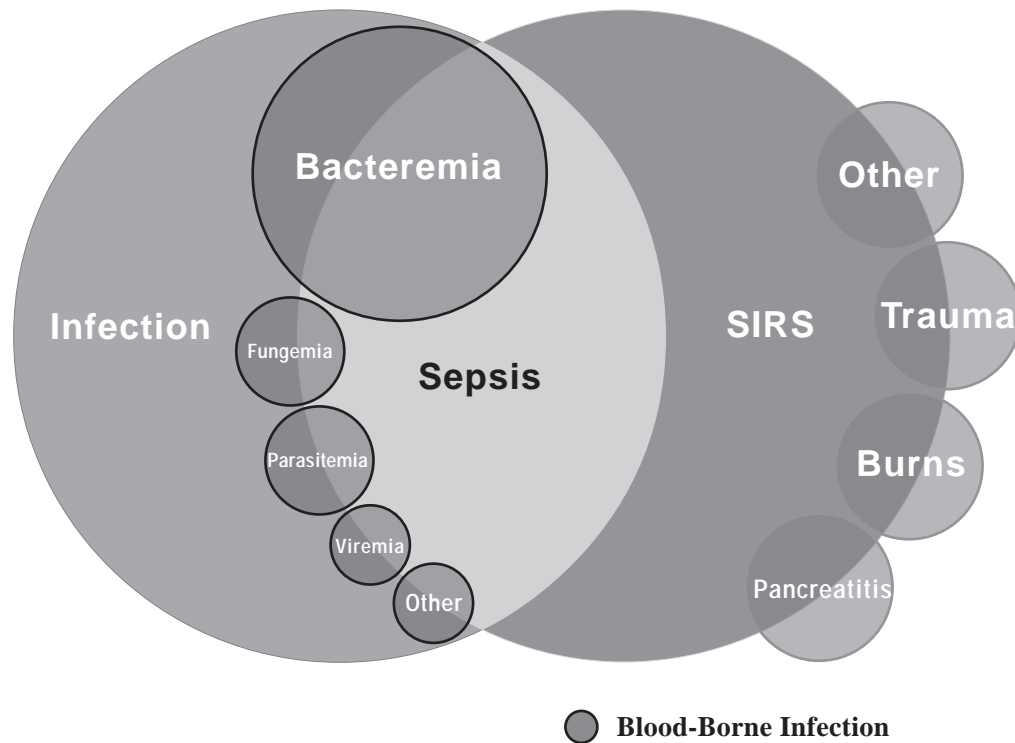 Bacteremia
Other
Infection
SIRS
Trauma
Fungemia
Sepsis
Parasitemia
Burns
Viremia
Other
Pancreatitis
Blood-Borne Infection